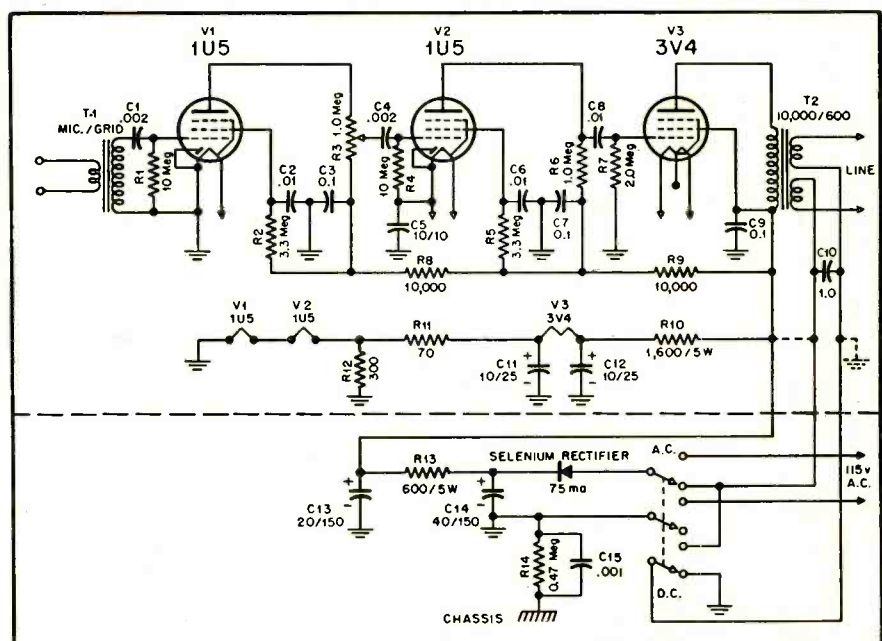 V1
1U5
V2
1U5
V3
3V4
T-1
MIC./GRID
C1
.002
R1
10 Meg
R2
3.3 Meg
C2
.01
C3
0.1
R3 1.0 Meg
C4
.002
10 Meg
R4
C5
10/10
R5
3.3 Meg
C6
.01
C7
0.1
R6
1.0 Meg
C8
.01
R7
2.0 Meg
C9
0.1
T2
10,000/600
LINE
C10
1.0
R8
10,000
R9
10,000
V1
1U5
V2
1U5
R12
300
R11
70
V3
3V4
+
C11
10/25
-
+
C12
10/25
-
R10
1,600/5W
+
C13
20/150
-
R13
600/5W
+
C14
40/150
-
SELENIUM RECTIFIER
75 ma
A.C.
115v
A.C.
R14
0.47 Meg
C15
.001
D.C.
CHASSIS